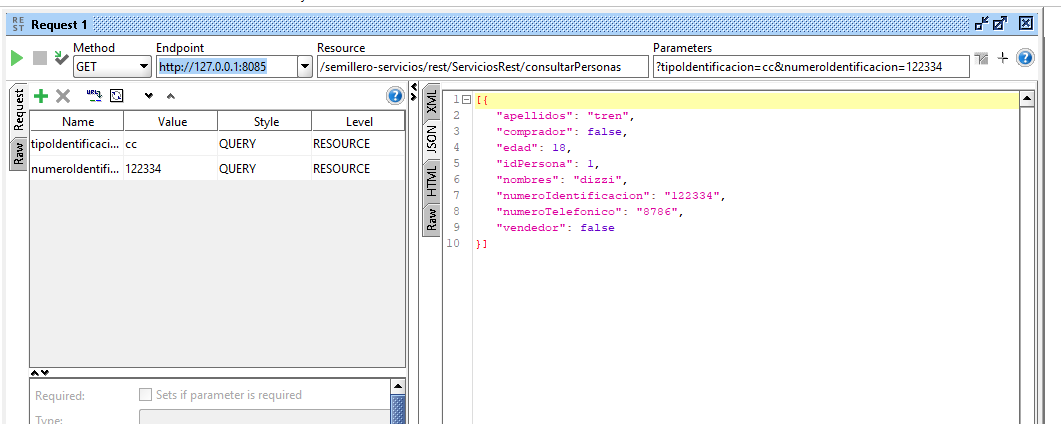 RE
ST
Request 1
Method
Endpoint
Resource
Parameters
GET
http://127.0.0.1:8085
/semillero-servicios/rest/ServiciosRest/consultarPersonas
?tipoIdentificacion=cc&numeroIdentificacion=122334
Request
Raw
Name Value Style Level
tipoIdentificaci... cc QUERY RESOURCE
numeroIdentifi... 122334 QUERY RESOURCE
Required:
Sets if parameter is required
Type:
XML
JSON
HTML
Raw
1 [{
2 "apellidos": "tren",
3 "comprador": false,
4 "edad": 18,
5 "idPersona": 1,
6 "nombres": "dizzi",
7 "numeroIdentificacion": "122334",
8 "numeroTelefonico": "8786",
9 "vendedor": false
10 }]